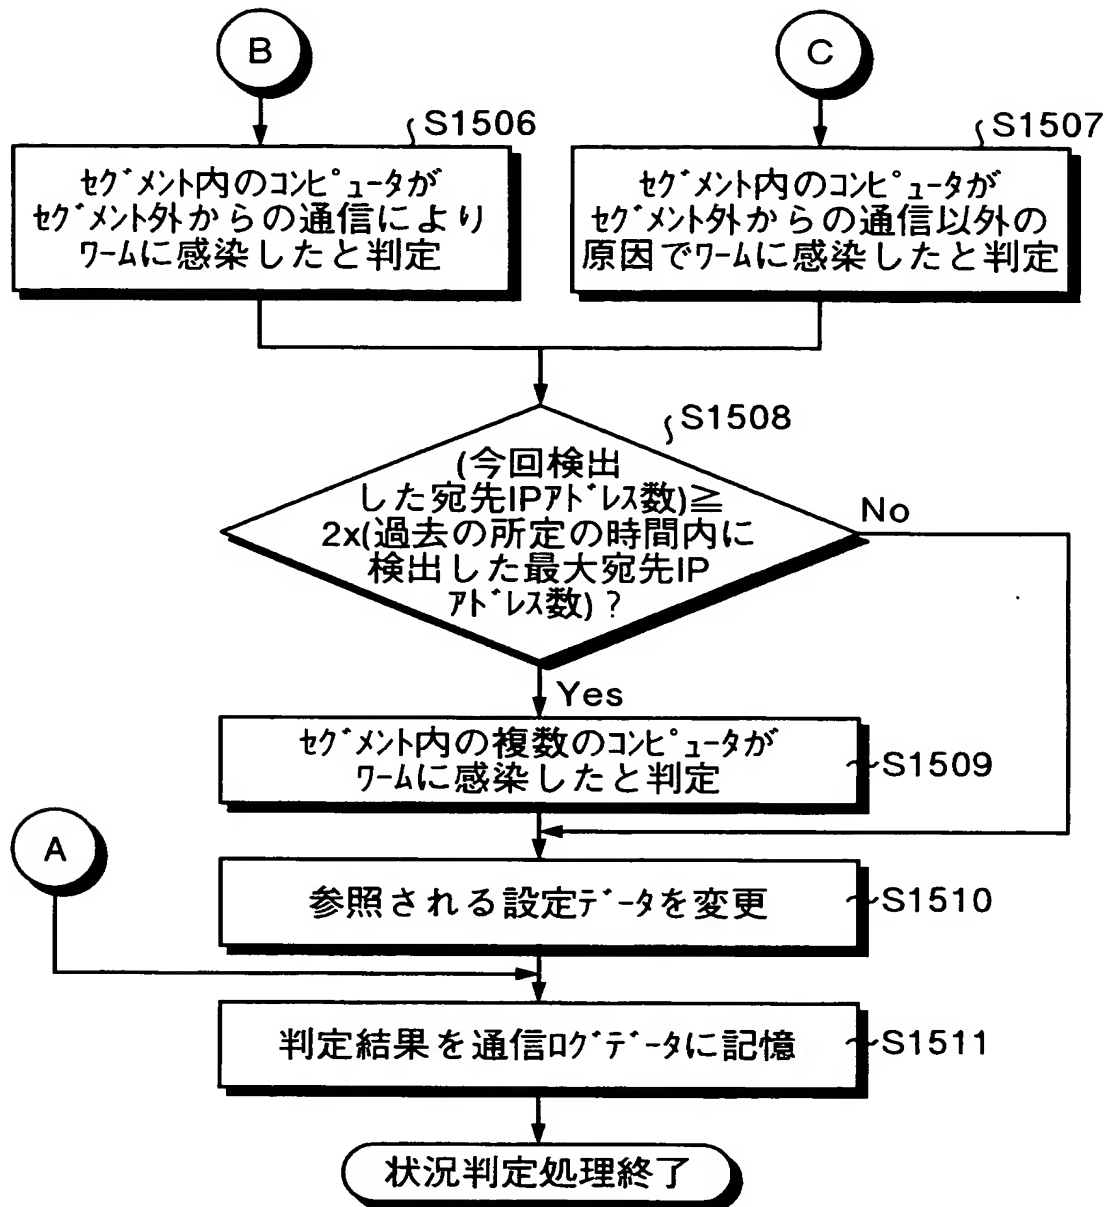 B
C
S1506
S1507
ｾｸﾞﾒﾝﾄ内のｺﾝﾋﾟｭｰﾀが
ｾｸﾞﾒﾝﾄ外からの通信により
ﾜｰﾑに感染したと判定
ｾｸﾞﾒﾝﾄ内のｺﾝﾋﾟｭｰﾀが
ｾｸﾞﾒﾝﾄ外からの通信以外の
原因でﾜｰﾑに感染したと判定
S1508
(今回検出
した宛先IPｱﾄﾞﾚｽ数)≧
2x(過去の所定の時間内に
検出した最大宛先IP
ｱﾄﾞﾚｽ数)？
No
Yes
ｾｸﾞﾒﾝﾄ内の複数のｺﾝﾋﾟｭｰﾀが
ﾜｰﾑに感染したと判定
S1509
A
参照される設定ﾃﾞｰﾀを変更
S1510
判定結果を通信ﾛｸﾞﾃﾞｰﾀに記憶
S1511
状況判定処理終了